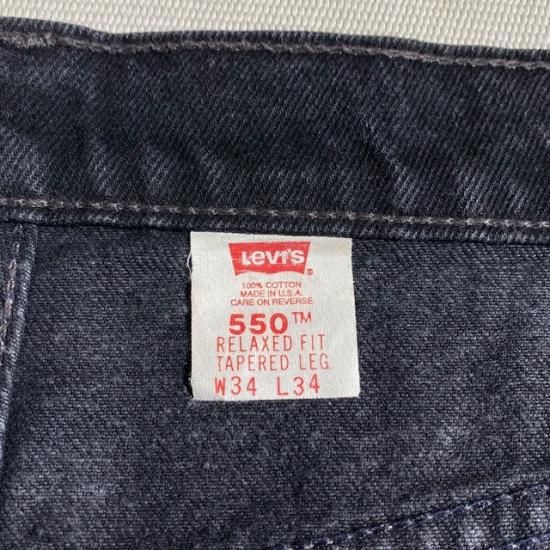 Levi's ®
100% COTTON
MADE IN U.S.A.
CARE ON REVERSE
550™
RELAXED FIT
TAPERED LEG
W34 L34